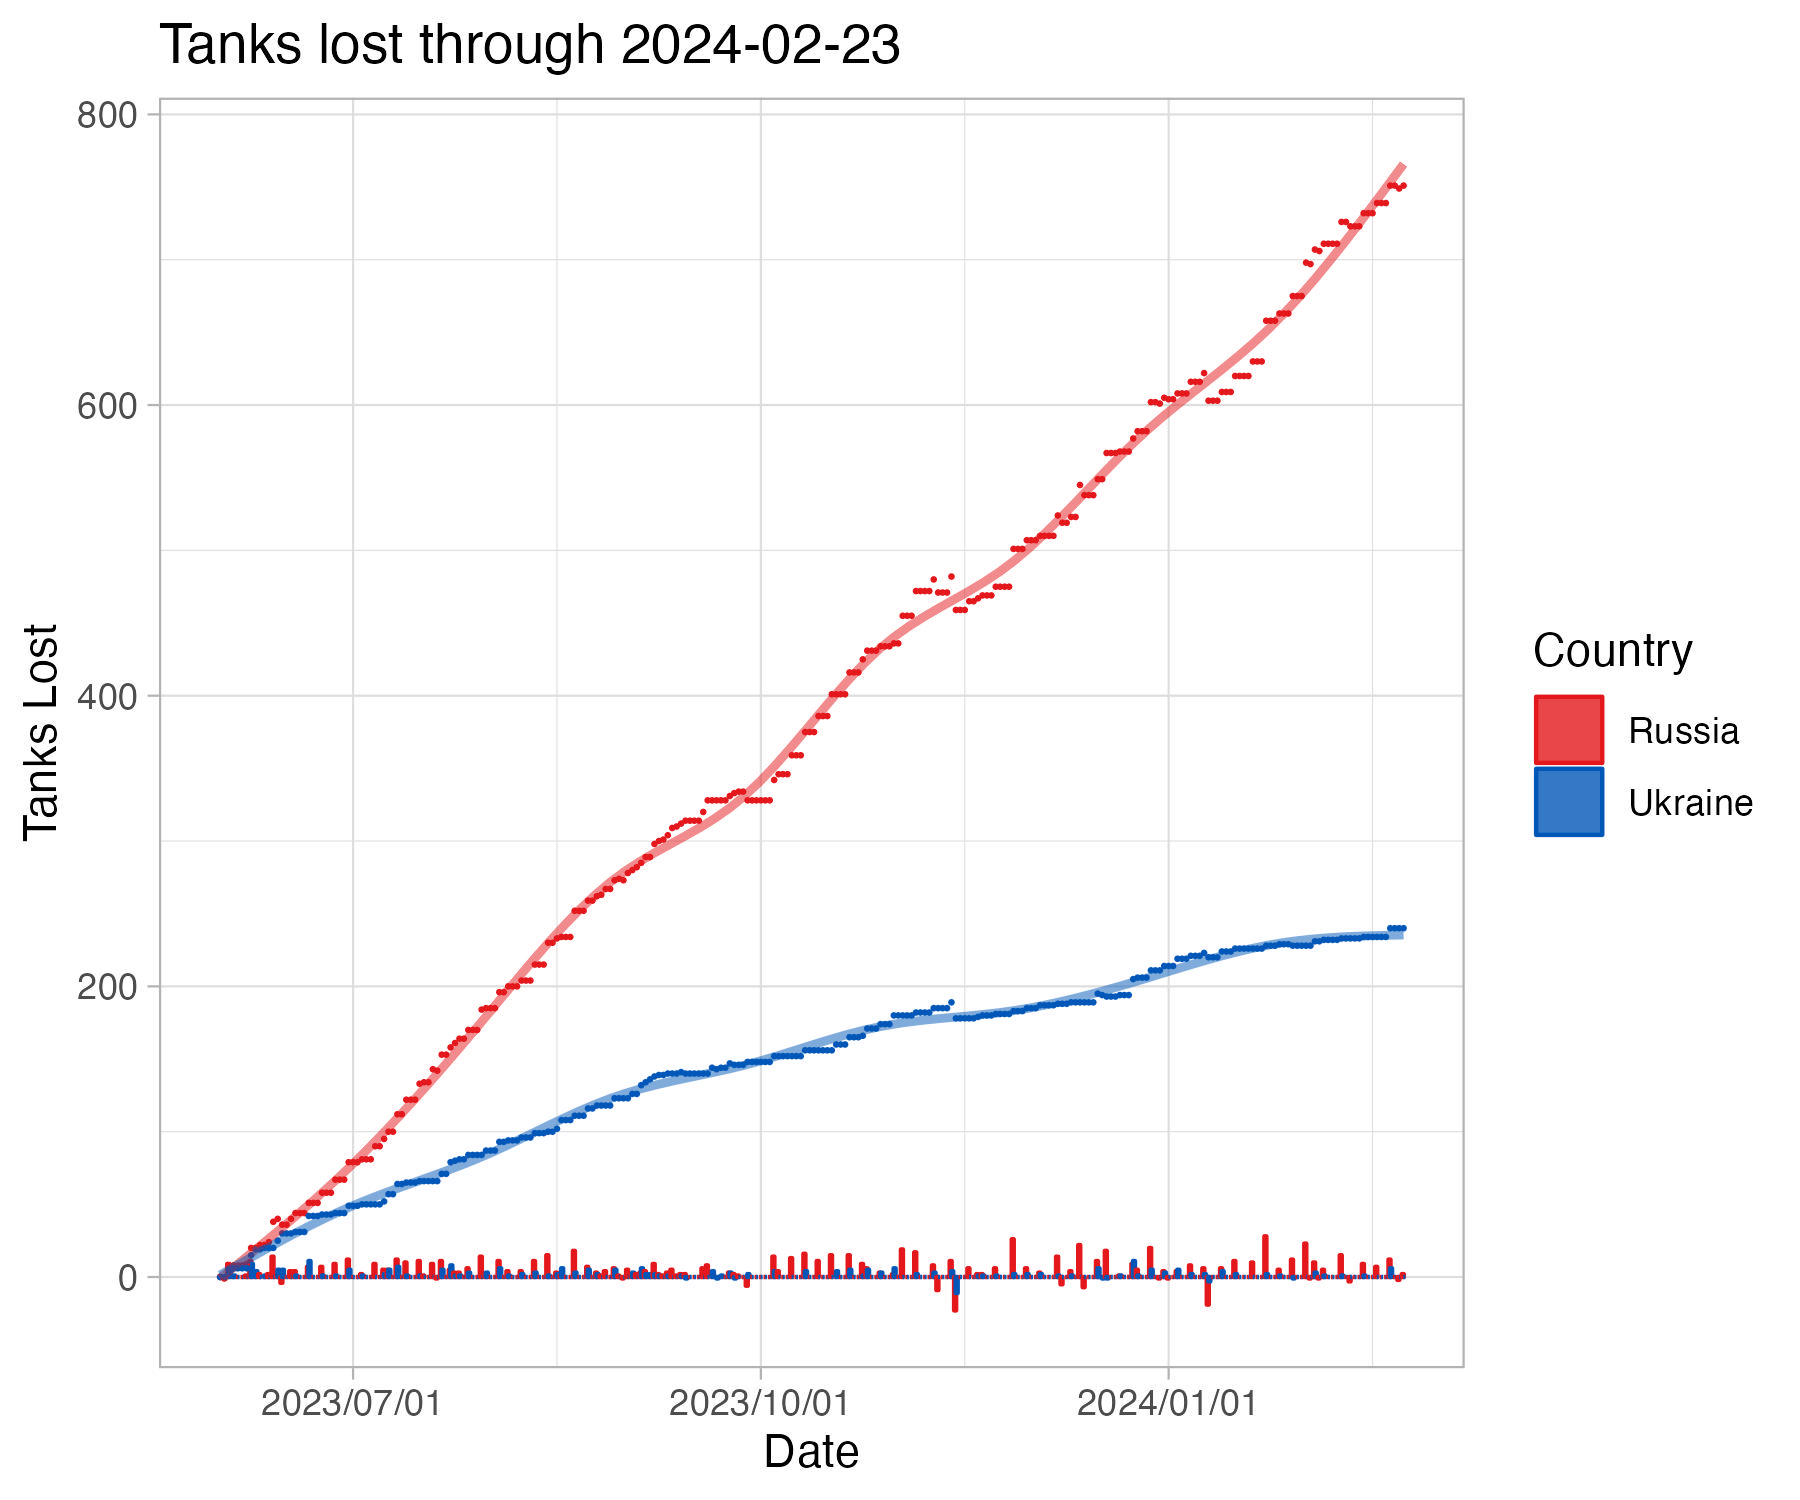 Tanks lost through 2024-02-23
800
600
400
200
0
Tanks Lost
2023/07/01
2023/10/01
2024/01/01
Date
Country
Russia
Ukraine